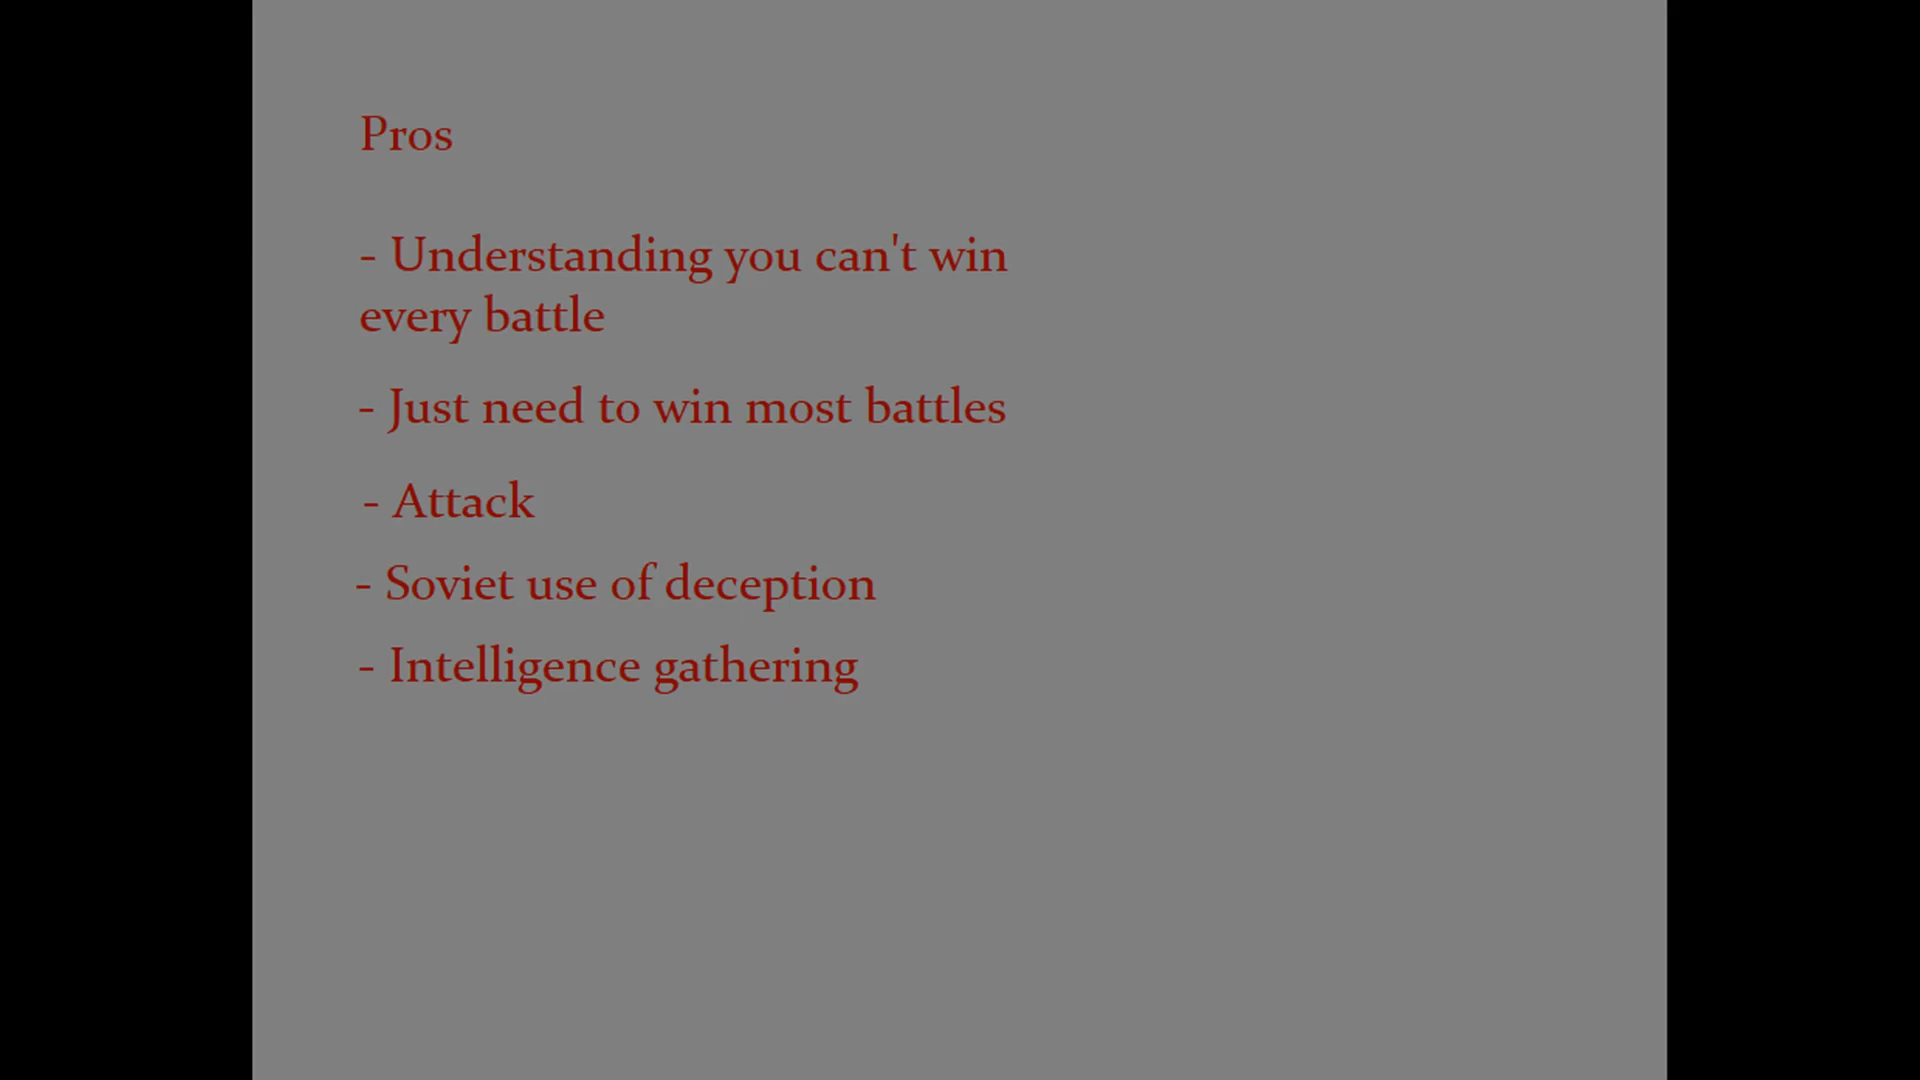 Pros
- Understanding you can't win
every battle
- Just need to win most battles
- Attack
- Soviet use of deception
- Intelligence gathering